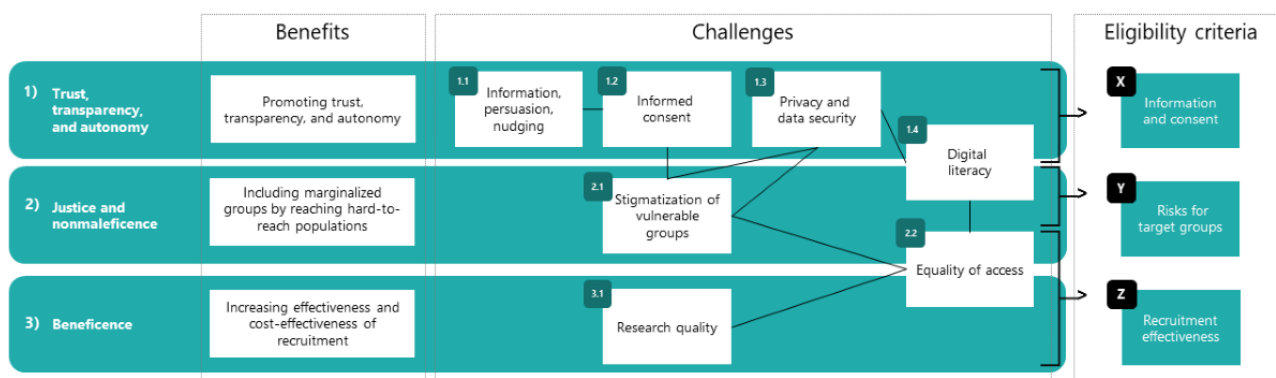 Benefits
Challenges
Eligibility criteria
1) Trust,
transparency,
and autonomy
Promoting trust,
transparency, and autonomy
1.1
Information,
persuasion,
nudging
1.2
Informed
consent
1.3
Privacy and
data security
1.4
Digital
literacy
X
Information
and consent
2) Justice and
nonmaleficence
Including marginalized
groups by reaching hard-to-
reach populations
2.1
Stigmatization of
vulnerable
groups
2.2
Equality of access
Y
Risks for
target groups
3) Beneficence
Increasing effectiveness and
cost-effectiveness of
recruitment
3.1
Research quality
Z
Recruitment
effectiveness